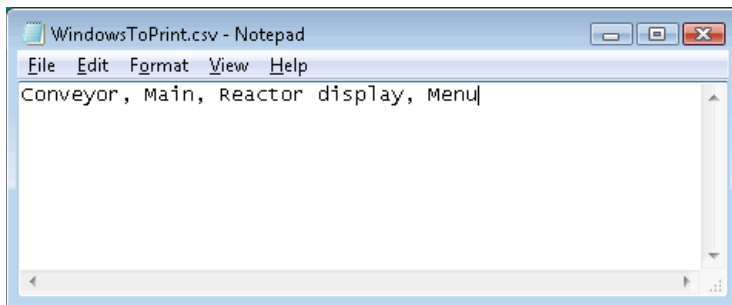 WindowsToPrint.csv - Notepad
File Edit Format View Help
Conveyor, Main, Reactor display, Menu